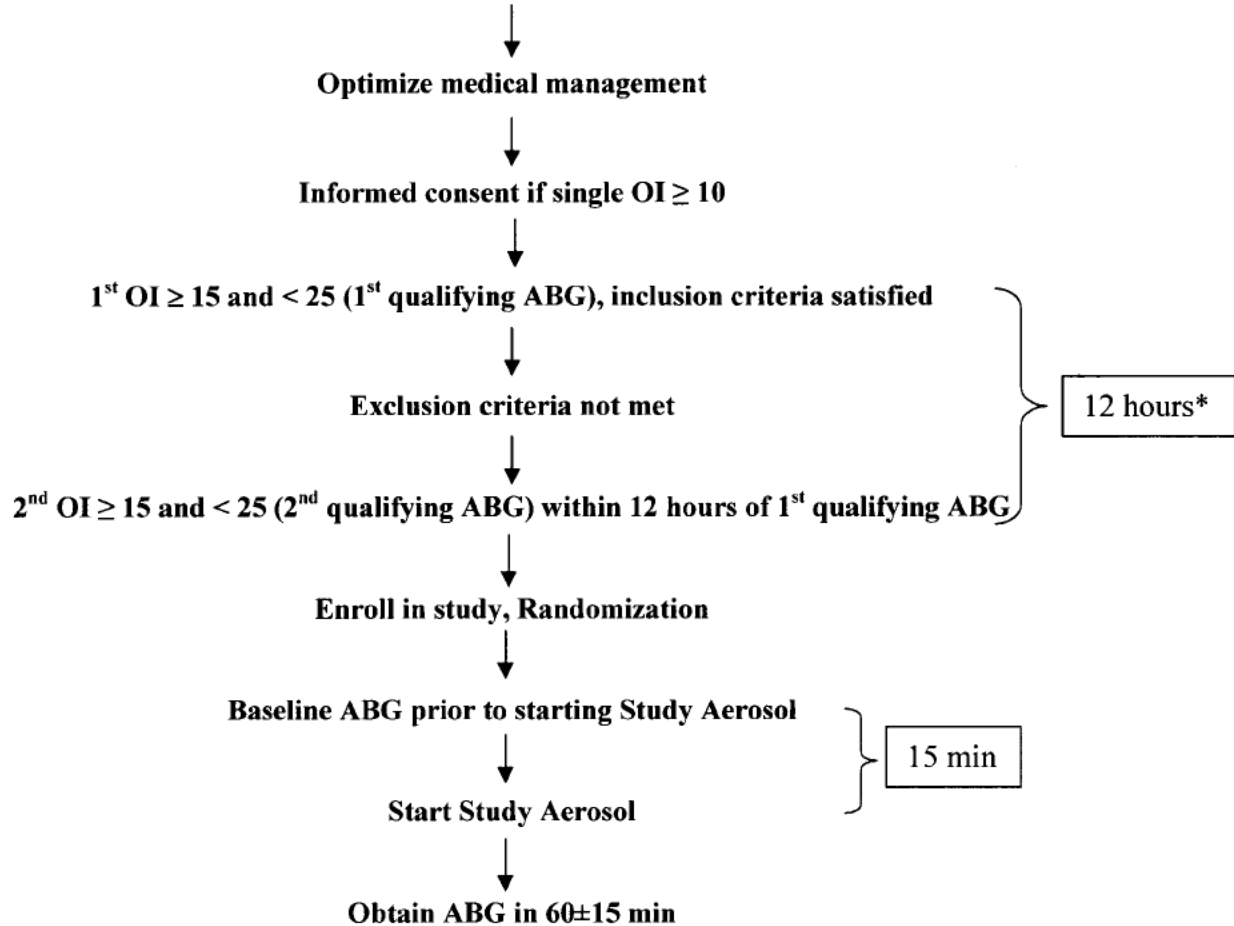 Optimize medical management
Informed consent if single OI ≥ 10
1st OI ≥ 15 and < 25 (1st qualifying ABG), inclusion criteria satisfied
Exclusion criteria not met
12 hours*
2nd OI ≥ 15 and < 25 (2nd qualifying ABG) within 12 hours of 1st qualifying ABG
Enroll in study, Randomization
Baseline ABG prior to starting Study Aerosol
15 min
Start Study Aerosol
Obtain ABG in 60±15 min